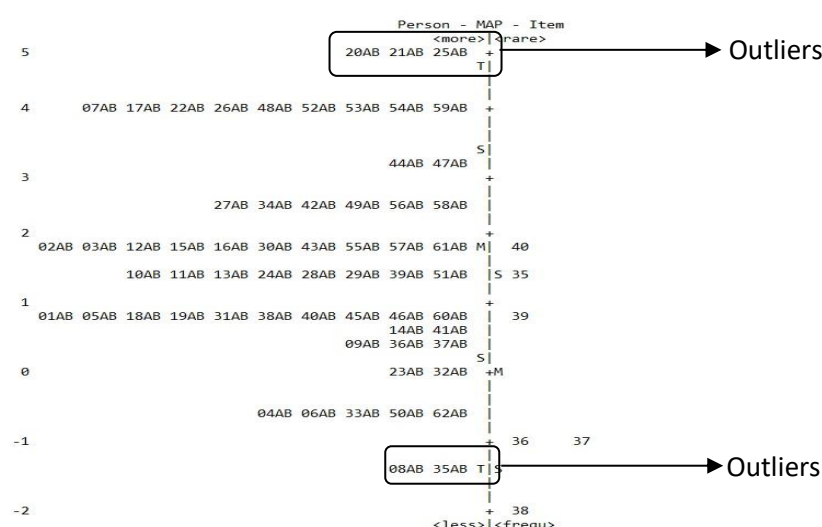 Person - MAP - Item
<more>|<rare>
5 20AB 21AB 25AB + Outliers
T|
4 07AB 17AB 22AB 26AB 48AB 52AB 53AB 54AB 59AB +
S|
44AB 47AB |
3 +
27AB 34AB 42AB 49AB 56AB 58AB |
2 +
02AB 03AB 12AB 15AB 16AB 30AB 43AB 55AB 57AB 61AB M| 40
10AB 11AB 13AB 24AB 28AB 29AB 39AB 51AB |S 35
1 +
01AB 05AB 18AB 19AB 31AB 38AB 40AB 45AB 46AB 60AB | 39
14AB 41AB |
09AB 36AB 37AB |
S|
0 23AB 32AB +M
04AB 06AB 33AB 50AB 62AB |
-1 + 36 37
08AB 35AB T|S Outliers
-2 + 38
<less>|<frequ>